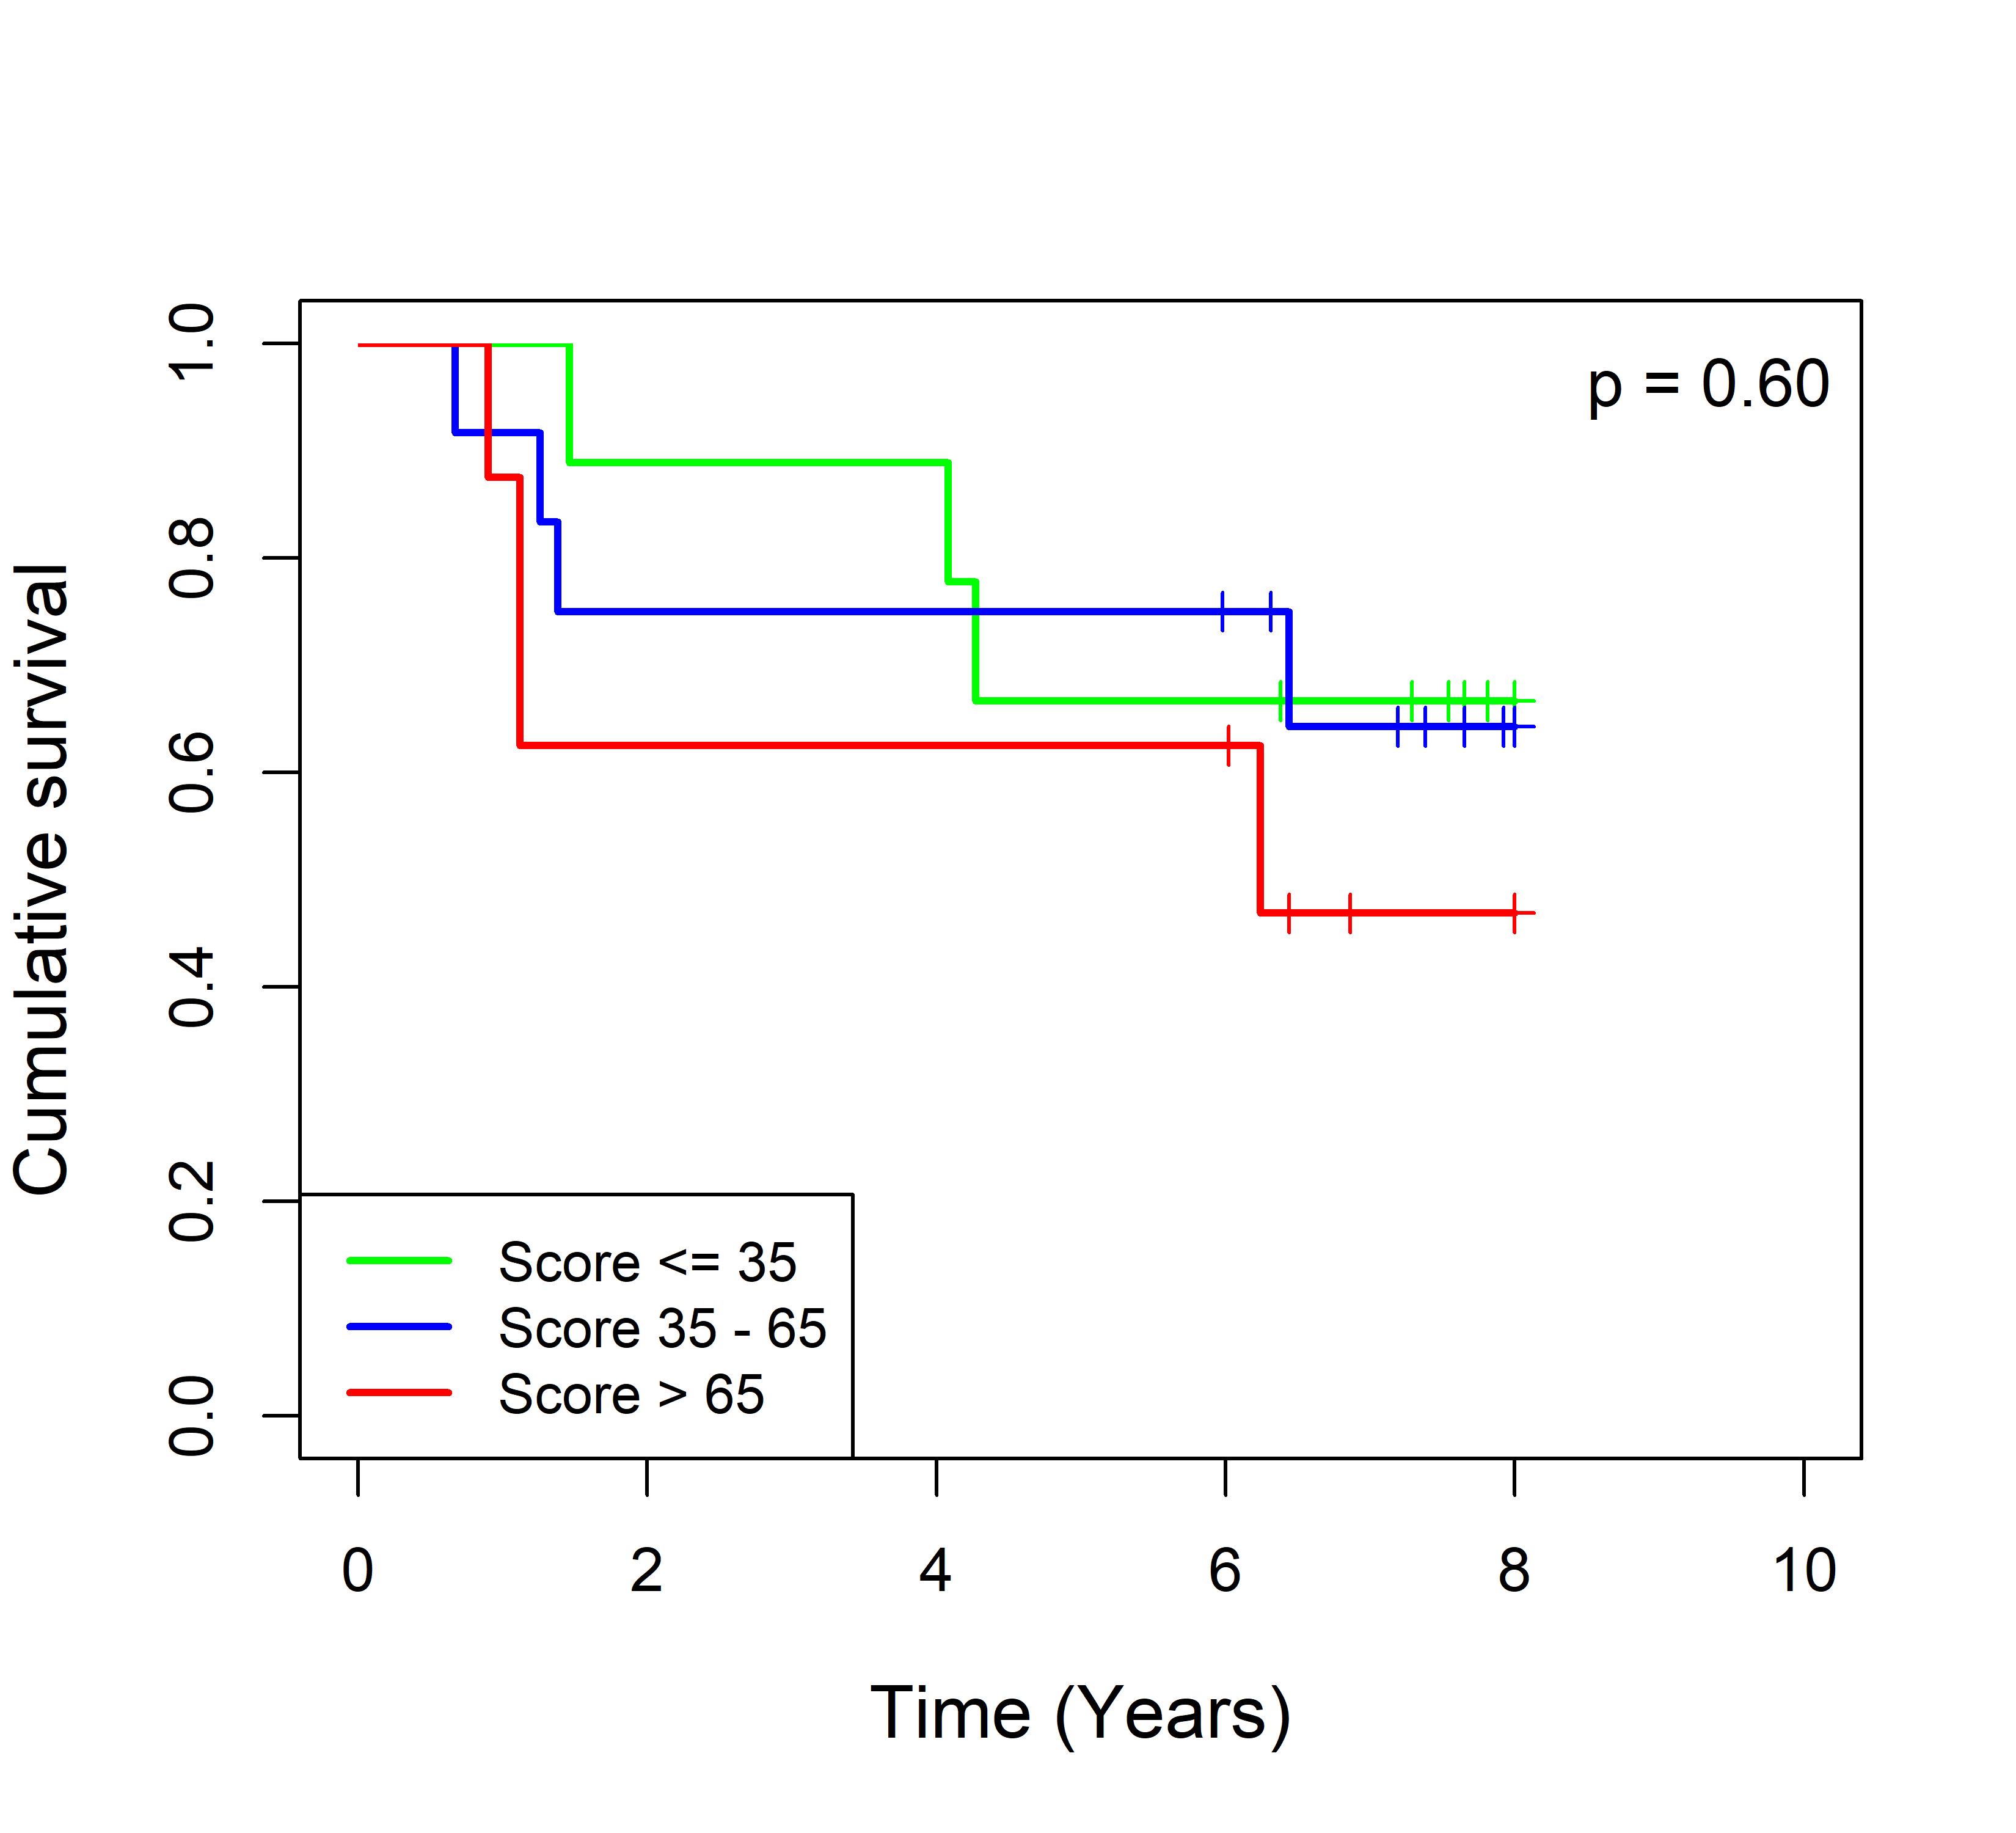 p = 0.60
Cumulative survival
1.0
0.8
0.6
0.4
0.2
0.0
Score <= 35
Score 35 - 65
Score > 65
0 2 4 6 8 10
Time (Years)